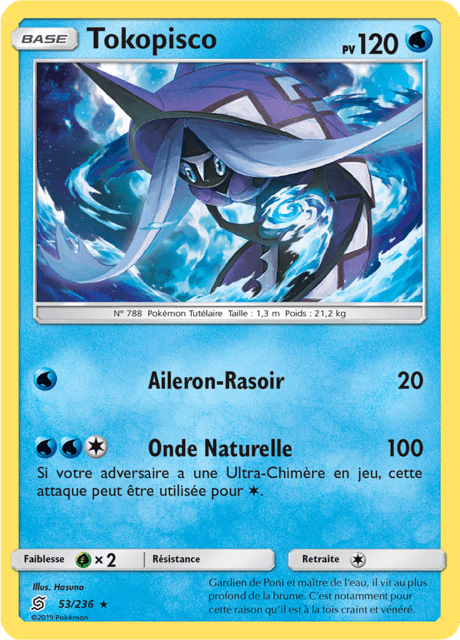 BASE Tokopisco PV 120
N° 788 Pokémon Tutélaire Taille : 1,3 m Poids : 21,2 kg
Aileron-Rasoir 20
Onde Naturelle 100
Si votre adversaire a une Ultra-Chimère en jeu, cette
attaque peut être utilisée pour .
Faiblesse × 2 Résistance Retraite
Illus. Hasuno
53/236 ★
©2019 Pokémon
Gardien de Poni et maître de l'eau, il vit au plus
profond de la brume. C'est notamment pour
cette raison qu'il est à la fois craint et vénéré.